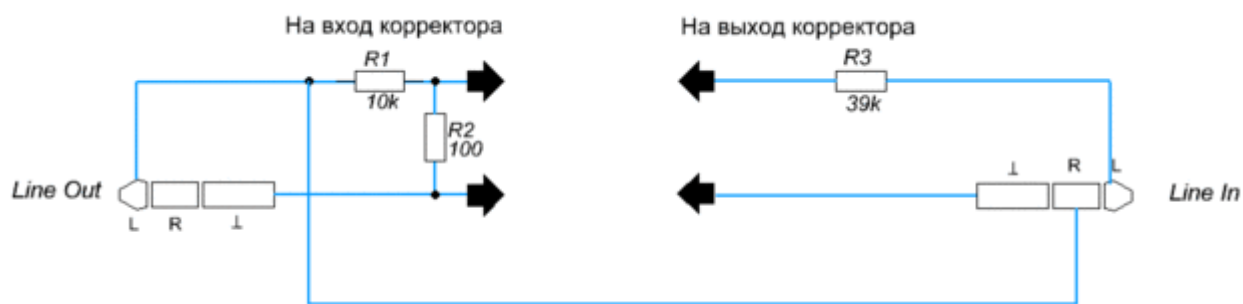 На вход корректора
На выход корректора
R1
10k
R2
100
R3
39k
Line Out
L R ⊥
⊥ R L
Line In